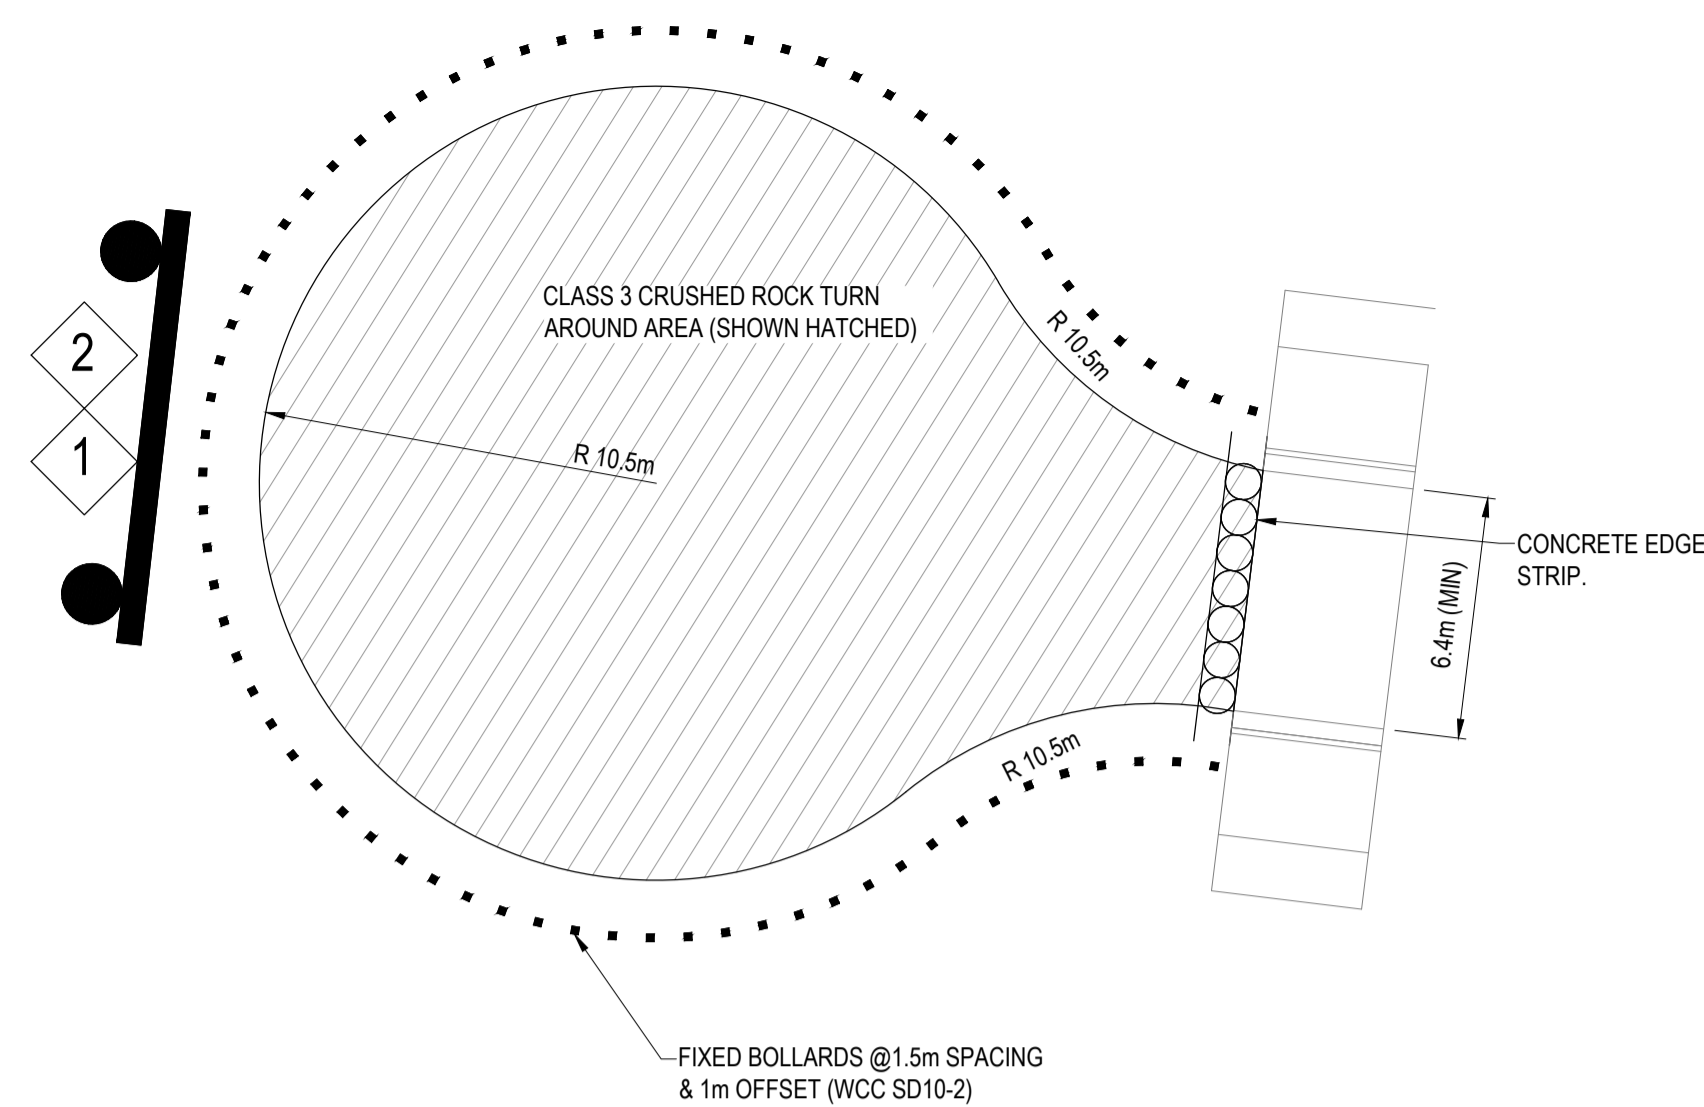 CLASS 3 CRUSHED ROCK TURN
AROUND AREA (SHOWN HATCHED)
R 10.5m
2
R 10.5m
1
CONCRETE EDGE
STRIP.
6.4m (MIN)
R 10.5m
FIXED BOLLARDS @1.5m SPACING
& 1m OFFSET (WCC SD10-2)